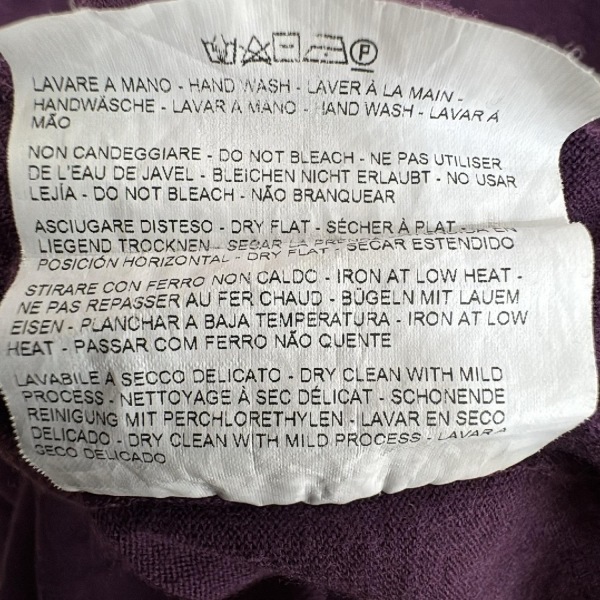 P
LAVARE A MANO - HAND WASH - LAVER À LA MAIN -
HANDWÄSCHE - LAVAR A MANO - HAND WASH - LAVAR À
MÃO
NON CANDEGGIARE - DO NOT BLEACH - NE PAS UTILISER
DE L'EAU DE JAVEL - BLEICHEN NICHT ERLAUBT - NO USAR
LEJÍA - DO NOT BLEACH - NÃO BRANQUEAR
ASCIUGARE DISTESO - DRY FLAT - SÉCHER À PLAT
LIEGEND TROCKNEN - SECAR LA SECAR ESTENDIDO
POSICIÓN HORIZONTAL - DRY FLAT -
STIRARE CON FERRO NON CALDO - IRON AT LOW HEAT -
NE PAS REPASSER AU FER CHAUD - BÜGELN MIT LAUEM
EISEN - PLANCHAR A BAJA TEMPERATURA - IRON AT LOW
HEAT - PASSAR COM FERRO NÃO QUENTE
LAVABILE A SECCO DELICATO - DRY CLEAN WITH MILD
PROCESS - NETTOYAGE À SEC DÉLICAT - SCHONENDE
REINIGUNG MIT PERCHLORETHYLEN - LAVAR EN SECO
DELICADO - DRY CLEAN WITH MILD PROCESS - LAVAR A
SECO DELICADO